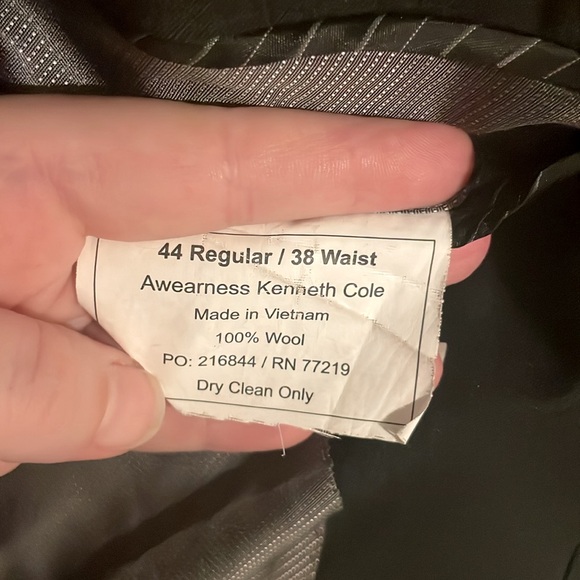 44 Regular / 38 Waist
Awearness Kenneth Cole
Made in Vietnam
100% Wool
PO: 216844 / RN 77219
Dry Clean Only